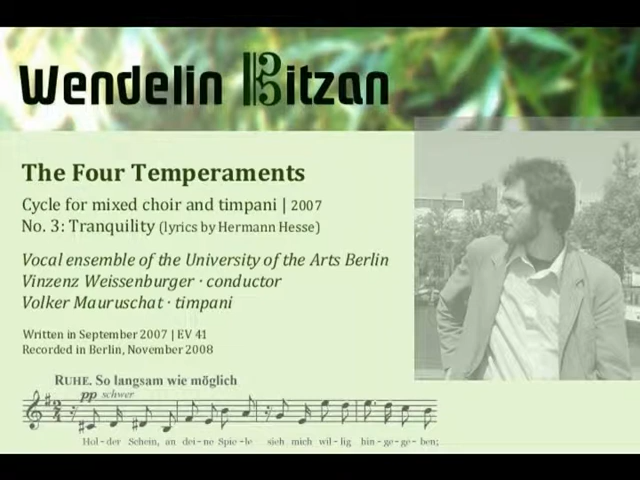 Wendelin Bitzan
The Four Temperaments
Cycle for mixed choir and timpani | 2007
No. 3: Tranquility (lyrics by Hermann Hesse)
Vocal ensemble of the University of the Arts Berlin
Vinzenz Weissenburger · conductor
Volker Mauruschat · timpani
Written in September 2007 | EV 41
Recorded in Berlin, November 2008
RUHE. So langsam wie möglich
pp schwer
Hol - der Schein, an dei - ne Spie - le sieh mich wil - lig hin - ge - ge - ben;